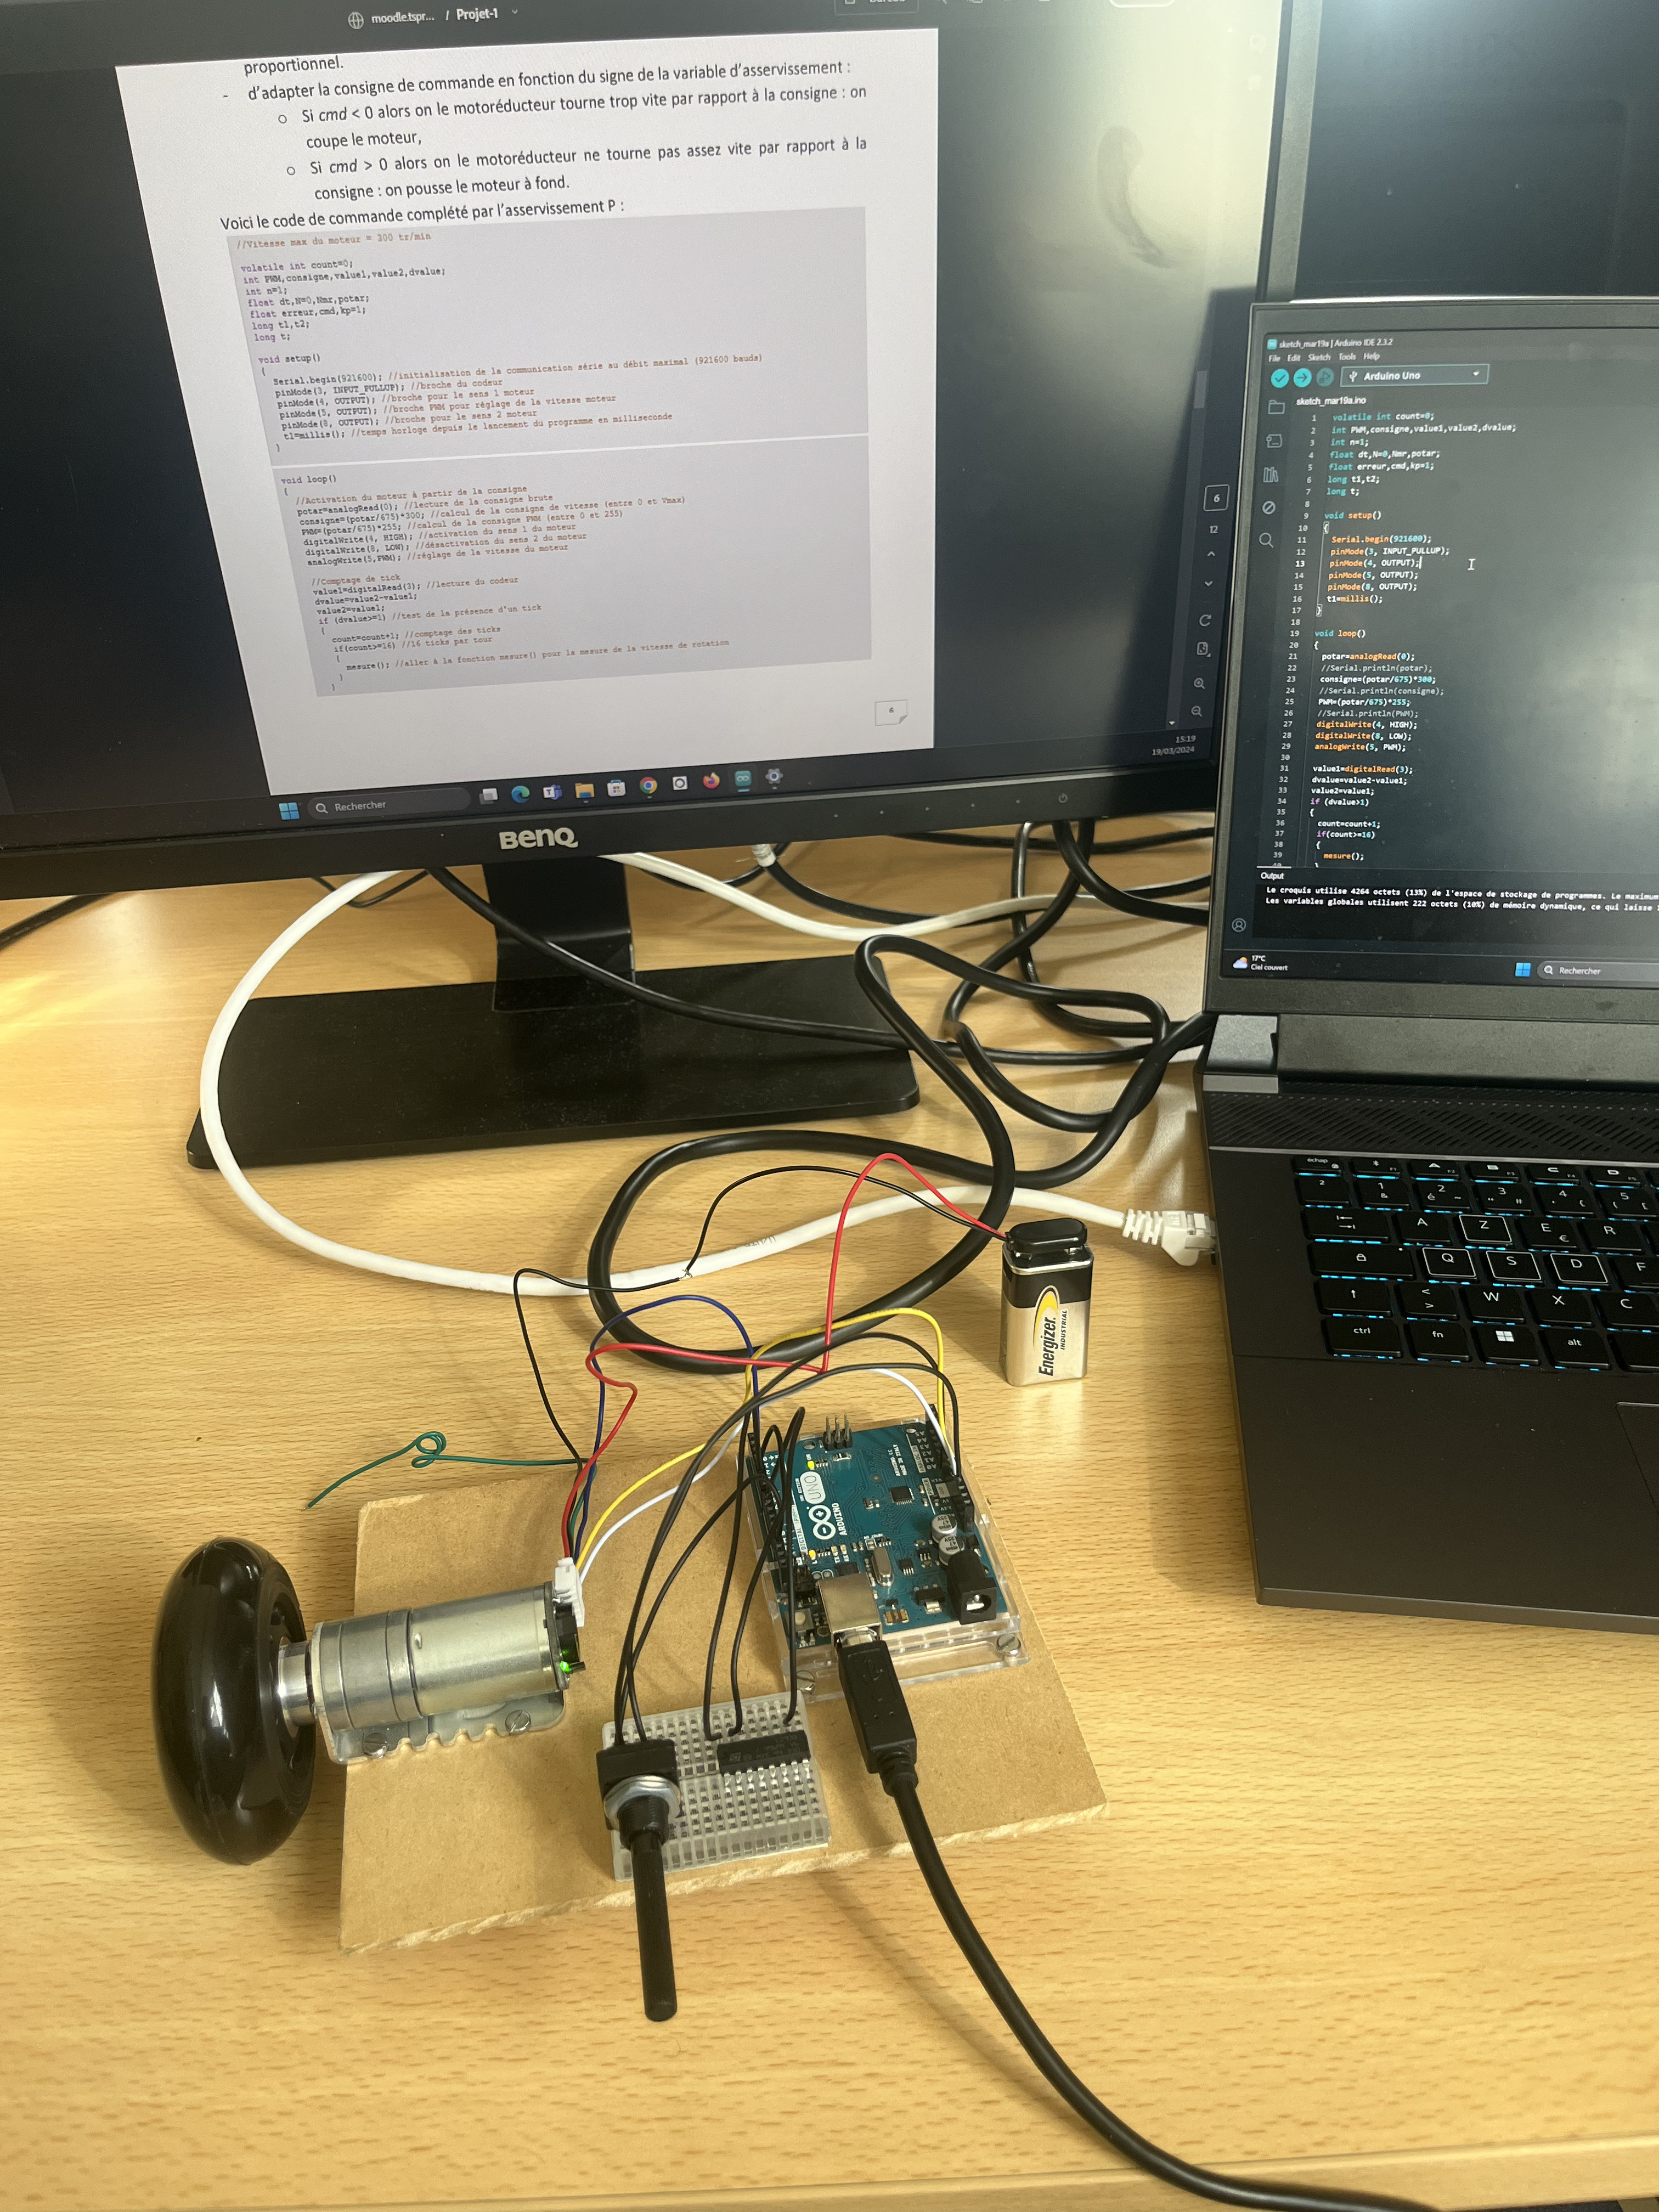 moodle.tspr... / Projet-1
proportionnel.
- d'adapter la consigne de commande en fonction du signe de la variable d'asservissement :
o Si cmd < 0 alors on le motoréducteur tourne trop vite par rapport à la consigne : on
coupe le moteur,
o Si cmd > 0 alors on le motoréducteur ne tourne pas assez vite par rapport à la
consigne : on pousse le moteur à fond.
Voici le code de commande complété par l'asservissement P :
//Vitesse max du moteur = 300 tr/min
volatile int count=0;
int PWM,consigne,value1,value2,dvalue;
int n=1;
float dt,N=0,Nmr,potar;
float erreur,cmd,kp=1;
long t1,t2;
long t;
void setup()
{
Serial.begin(921600); //initialisation de la communication série au débit maximal (921600 bauds)
pinMode(3, INPUT_PULLUP); //broche du codeur
pinMode(4, OUTPUT); //broche pour le sens 1 moteur
pinMode(5, OUTPUT); //broche PWM pour réglage de la vitesse moteur
pinMode(8, OUTPUT); //broche pour le sens 2 moteur
t1=millis(); //temps horloge depuis le lancement du programme en milliseconde
}
void loop()
{
//Activation du moteur à partir de la consigne
potar=analogRead(0); //lecture de la consigne brute
consigne=(potar/675)*300; //calcul de la consigne de vitesse (entre 0 et Vmax)
PWM=(potar/675)*255; //calcul de la consigne PWM (entre 0 et 255)
digitalWrite(4, HIGH); //activation du sens 1 du moteur
digitalWrite(8, LOW); //désactivation du sens 2 du moteur
analogWrite(5,PWM); //réglage de la vitesse du moteur
//Comptage de tick
value1=digitalRead(3); //lecture du codeur
dvalue=value2-value1;
value2=value1;
if (dvalue>=1) //test de la présence d'un tick
{
count=count+1; //comptage des ticks
if(count>=16) //16 ticks par tour
{
mesure(); //aller à la fonction mesure() pour la mesure de la vitesse de rotation
}
}
6
6
12
15:19
19/03/2024
Rechercher
BenQ
sketch_mar19a | Arduino IDE 2.3.2
File Edit Sketch Tools Help
Arduino Uno
sketch_mar19a.ino
1 volatile int count=0;
2 int PWM,consigne,value1,value2,dvalue;
3 int n=1;
4 float dt,N=0,Nmr,potar;
5 float erreur,cmd,kp=1;
6 long t1,t2;
7 long t;
8
9 void setup()
10 {
11 Serial.begin(921600);
12 pinMode(3, INPUT_PULLUP);
13 pinMode(4, OUTPUT);
14 pinMode(5, OUTPUT);
15 pinMode(8, OUTPUT);
16 t1=millis();
17 }
18
19 void loop()
20 {
21 potar=analogRead(0);
22 //Serial.println(potar);
23 consigne=(potar/675)*300;
24 //Serial.println(consigne);
25 PWM=(potar/675)*255;
26 //Serial.println(PWM);
27 digitalWrite(4, HIGH);
28 digitalWrite(8, LOW);
29 analogWrite(5, PWM);
30
31 value1=digitalRead(3);
32 dvalue=value2-value1;
33 value2=value1;
34 if (dvalue>1)
35 {
36 count=count+1;
37 if(count>=16)
38 {
39 mesure();
40 }
Output
Le croquis utilise 4264 octets (13%) de l'espace de stockage de programmes. Le maximum
Les variables globales utilisent 222 octets (10%) de mémoire dynamique, ce qui laisse
17°C
Ciel couvert
Rechercher
échap
A Z E R
Q S D F
W X C
ctrl fn alt
Energizer
INDUSTRIAL
UNO
ARDUINO